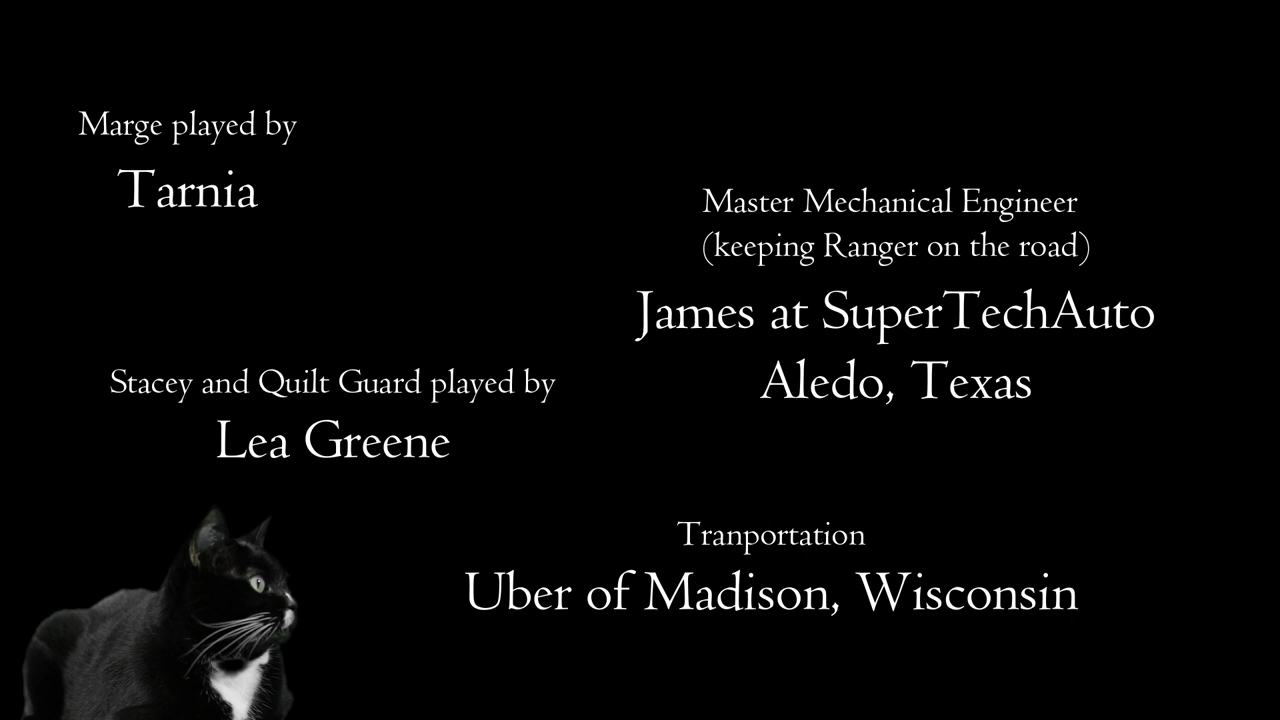 Marge played by
Tarnia
Master Mechanical Engineer
(keeping Ranger on the road)
James at SuperTechAuto
Aledo, Texas
Stacey and Quilt Guard played by
Lea Greene
Tranportation
Uber of Madison, Wisconsin